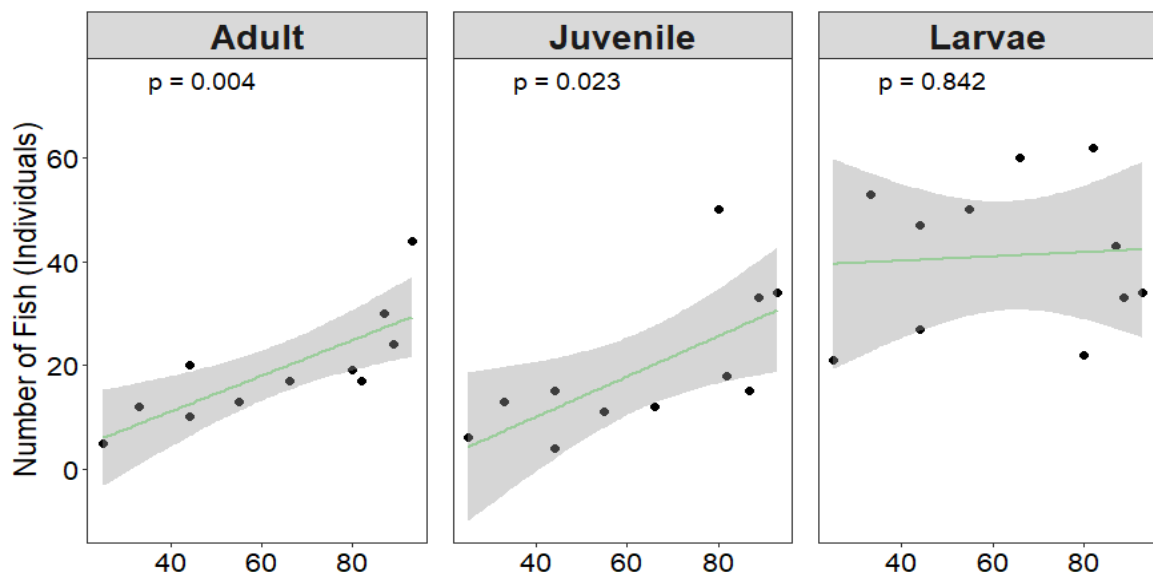 Adult
Juvenile
Larvae
p = 0.004
p = 0.023
p = 0.842
Number of Fish (Individuals)
60
40
20
0
40 60 80
40 60 80
40 60 80